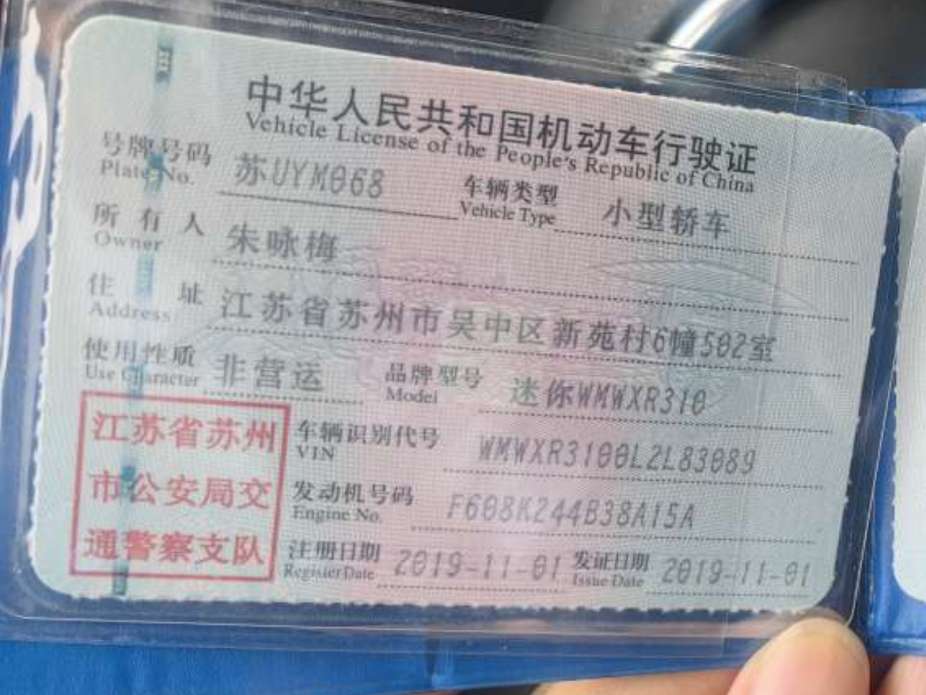 中华人民共和国机动车行驶证
Vehicle License of the People's Republic of China
号牌号码 苏UYM068 车辆类型 小型轿车
Plate No. Vehicle Type
所有人 朱咏梅
Owner
住址 江苏省苏州市吴中区新苑村6幢502室
Address
使用性质 非营运 品牌型号 迷你WMWXR310
Use Character Model
江苏省苏州 车辆识别代号 WMWXR3100L2L83089
VIN
市公安局交 发动机号码 F608K244B38A15A
Engine No.
通警察支队 注册日期 2019-11-01 发证日期 2019-11-01
Register Date Issue Date